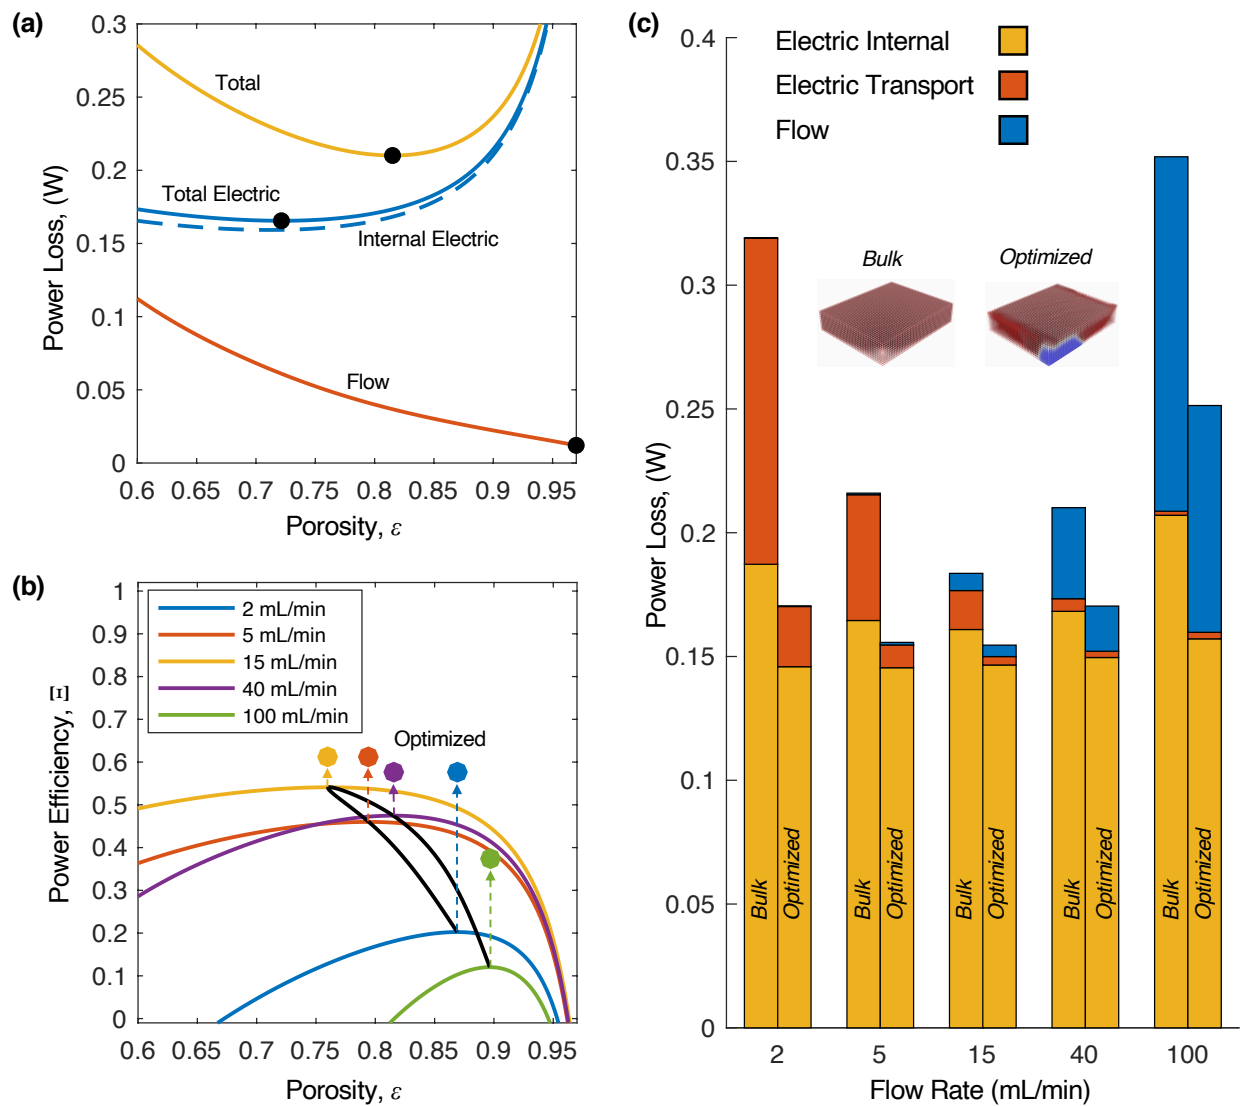 (a)
0.3
0.25
0.2
0.15
0.1
0.05
0
Power Loss, (W)
Total
Total Electric
Internal Electric
Flow
0.6 0.65 0.7 0.75 0.8 0.85 0.9 0.95
Porosity, ε
(b)
1
0.9
0.8
0.7
0.6
0.5
0.4
0.3
0.2
0.1
0
Power Efficiency, Ξ
2 mL/min
5 mL/min
15 mL/min
40 mL/min
100 mL/min
Optimized
0.6 0.65 0.7 0.75 0.8 0.85 0.9 0.95
Porosity, ε
(c)
0.4
0.35
0.3
0.25
0.2
0.15
0.1
0.05
0
Power Loss, (W)
Electric Internal
Electric Transport
Flow
Bulk Optimized
Bulk Optimized Bulk Optimized Bulk Optimized Bulk Optimized Bulk Optimized
2 5 15 40 100
Flow Rate (mL/min)